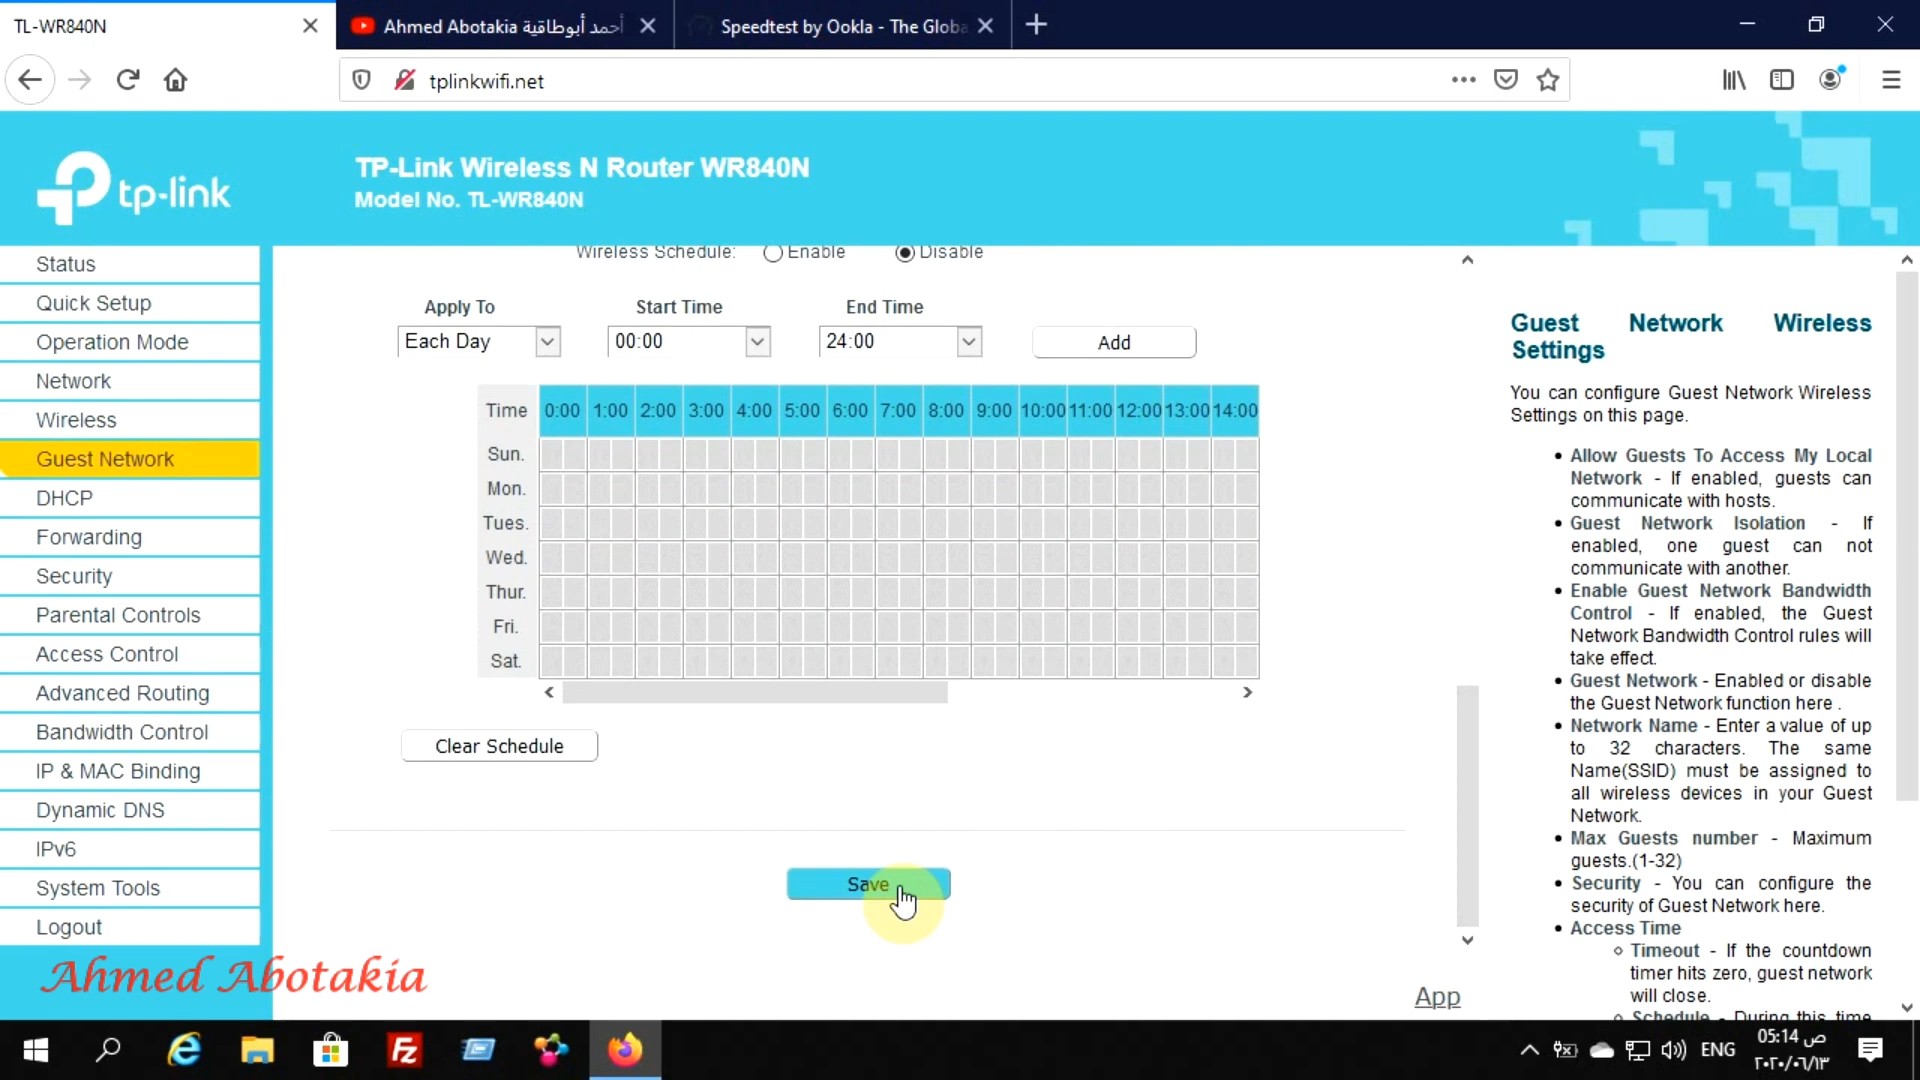 TL-WR840N
Ahmed Abotakia أحمد أبوطاقية
Speedtest by Ookla - The Globa
tplinkwifi.net
tp-link
TP-Link Wireless N Router WR840N
Model No. TL-WR840N
Status
Quick Setup
Operation Mode
Network
Wireless
Guest Network
DHCP
Forwarding
Security
Parental Controls
Access Control
Advanced Routing
Bandwidth Control
IP & MAC Binding
Dynamic DNS
IPv6
System Tools
Logout
Wireless Schedule: Enable Disable
Apply To Start Time End Time
Each Day 00:00 24:00 Add
Time 0:00 1:00 2:00 3:00 4:00 5:00 6:00 7:00 8:00 9:00 10:00 11:00 12:00 13:00 14:00
Sun.
Mon.
Tues.
Wed.
Thur.
Fri.
Sat.
Clear Schedule
Save
App
Guest Network Wireless
Settings
You can configure Guest Network Wireless
Settings on this page.
• Allow Guests To Access My Local
Network - If enabled, guests can
communicate with hosts.
• Guest Network Isolation - If
enabled, one guest can not
communicate with another.
• Enable Guest Network Bandwidth
Control - If enabled, the Guest
Network Bandwidth Control rules will
take effect.
• Guest Network - Enabled or disable
the Guest Network function here .
• Network Name - Enter a value of up
to 32 characters. The same
Name(SSID) must be assigned to
all wireless devices in your Guest
Network.
• Max Guests number - Maximum
guests.(1-32)
• Security - You can configure the
security of Guest Network here.
• Access Time
Timeout - If the countdown
timer hits zero, guest network
will close.
Schedule - During this time
Ahmed Abotakia
ENG
05:14 ص
٢٠٢٠/٠٦/١٣